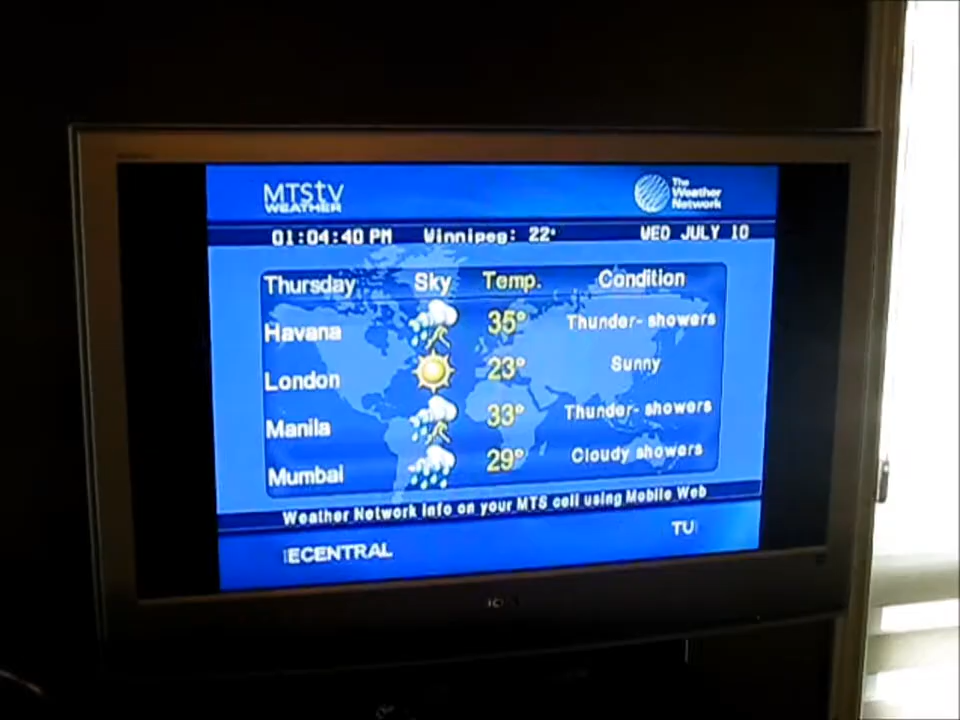 MTStv
WEATHER
The
Weather
Network
01:04:40 PM Winnipeg: 22° WED JULY 10
Thursday Sky Temp. Condition
Havana 35° Thunder- showers
London 23° Sunny
Manila 33° Thunder- showers
Mumbai 29° Cloudy showers
Weather Network info on your MTS cell using Mobile Web
ECENTRAL TU